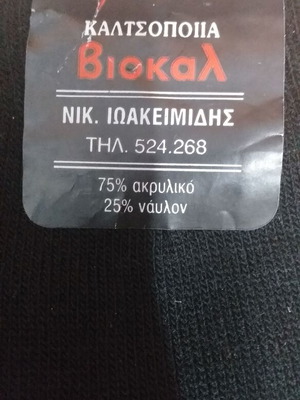 ΚΑΛΤΣΟΠΟΙΙΑ
Βιοκαλ
ΝΙΚ. ΙΩΑΚΕΙΜΙΔΗΣ
ΤΗΛ. 524.268
75% ακρυλικό
25% νάυλον